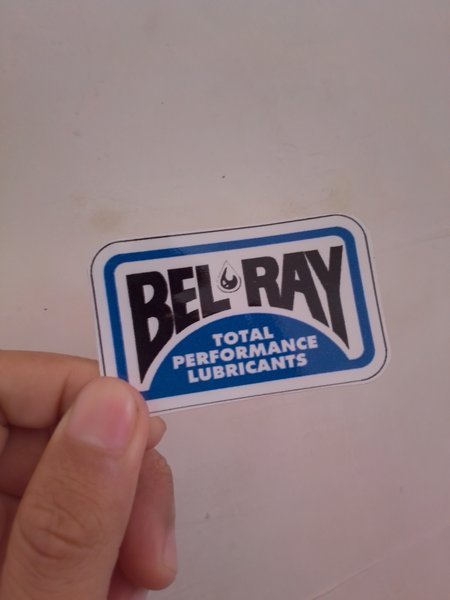 BEL RAY
TOTAL
PERFORMANCE
LUBRICANTS